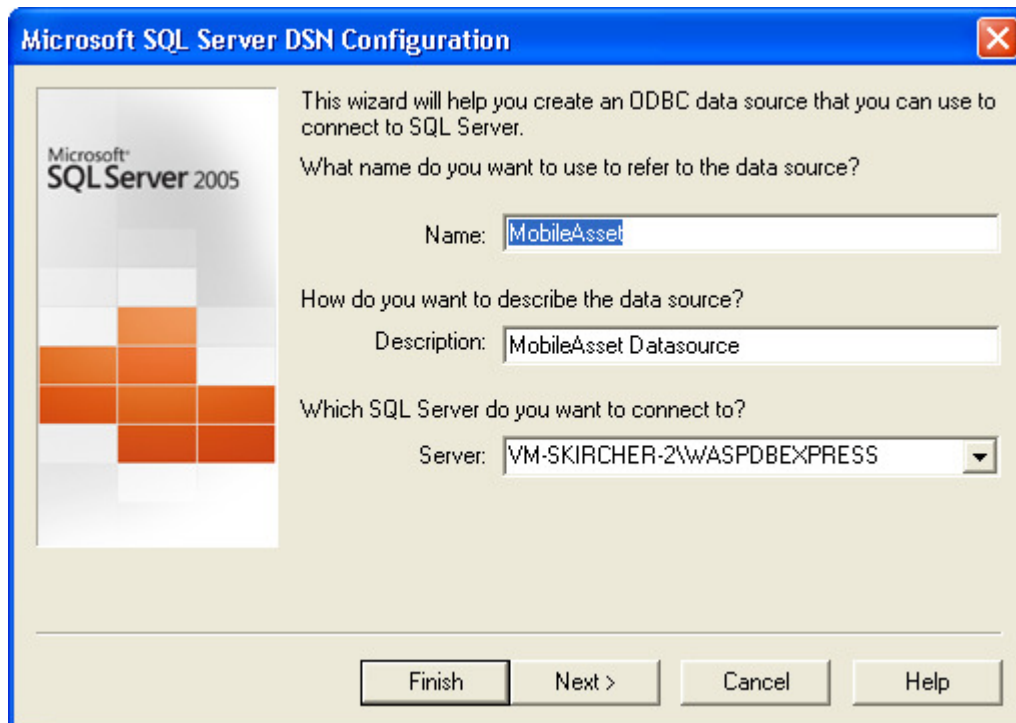 Microsoft SQL Server DSN Configuration
Microsoft
SQL Server 2005
This wizard will help you create an ODBC data source that you can use to
connect to SQL Server.
What name do you want to use to refer to the data source?
Name: MobileAsset
How do you want to describe the data source?
Description: MobileAsset Datasource
Which SQL Server do you want to connect to?
Server: VM-SKIRCHER-2\WASPDBEXPRESS
Finish Next > Cancel Help